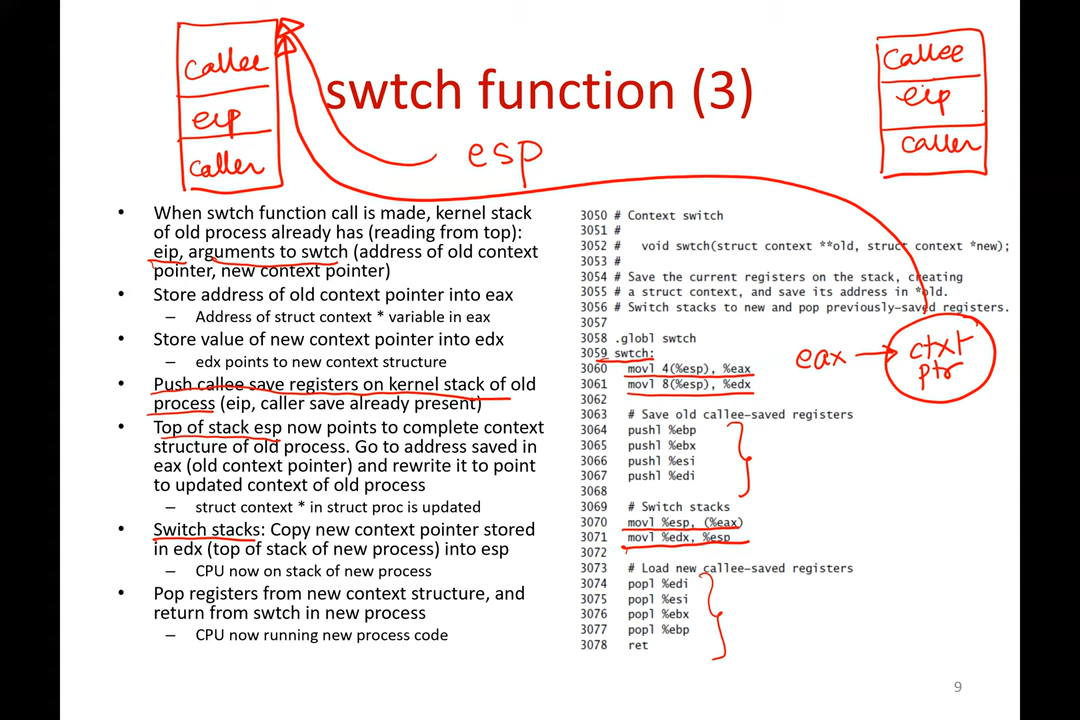 callee
eip
caller
swtch function (3)
esp
callee
eip
caller
• When swtch function call is made, kernel stack
of old process already has (reading from top):
eip, arguments to swtch (address of old context
pointer, new context pointer)
• Store address of old context pointer into eax
– Address of struct context * variable in eax
• Store value of new context pointer into edx
– edx points to new context structure
• Push callee save registers on kernel stack of old
process (eip, caller save already present)
• Top of stack esp now points to complete context
structure of old process. Go to address saved in
eax (old context pointer) and rewrite it to point
to updated context of old process
– struct context * in struct proc is updated
• Switch stacks: Copy new context pointer stored
in edx (top of stack of new process) into esp
– CPU now on stack of new process
• Pop registers from new context structure, and
return from swtch in new process
– CPU now running new process code
3050 # Context switch
3051 #
3052 # void swtch(struct context **old, struct context *new);
3053 #
3054 # Save the current registers on the stack, creating
3055 # a struct context, and save its address in *old.
3056 # Switch stacks to new and pop previously-saved registers.
3057
3058 .globl swtch
3059 swtch:
3060 movl 4(%esp), %eax
3061 movl 8(%esp), %edx
3062
3063 # Save old callee-saved registers
3064 pushl %ebp
3065 pushl %ebx
3066 pushl %esi
3067 pushl %edi
3068
3069 # Switch stacks
3070 movl %esp, (%eax)
3071 movl %edx, %esp
3072
3073 # Load new callee-saved registers
3074 popl %edi
3075 popl %esi
3076 popl %ebx
3077 popl %ebp
3078 ret
eax
ctxt
ptr
9